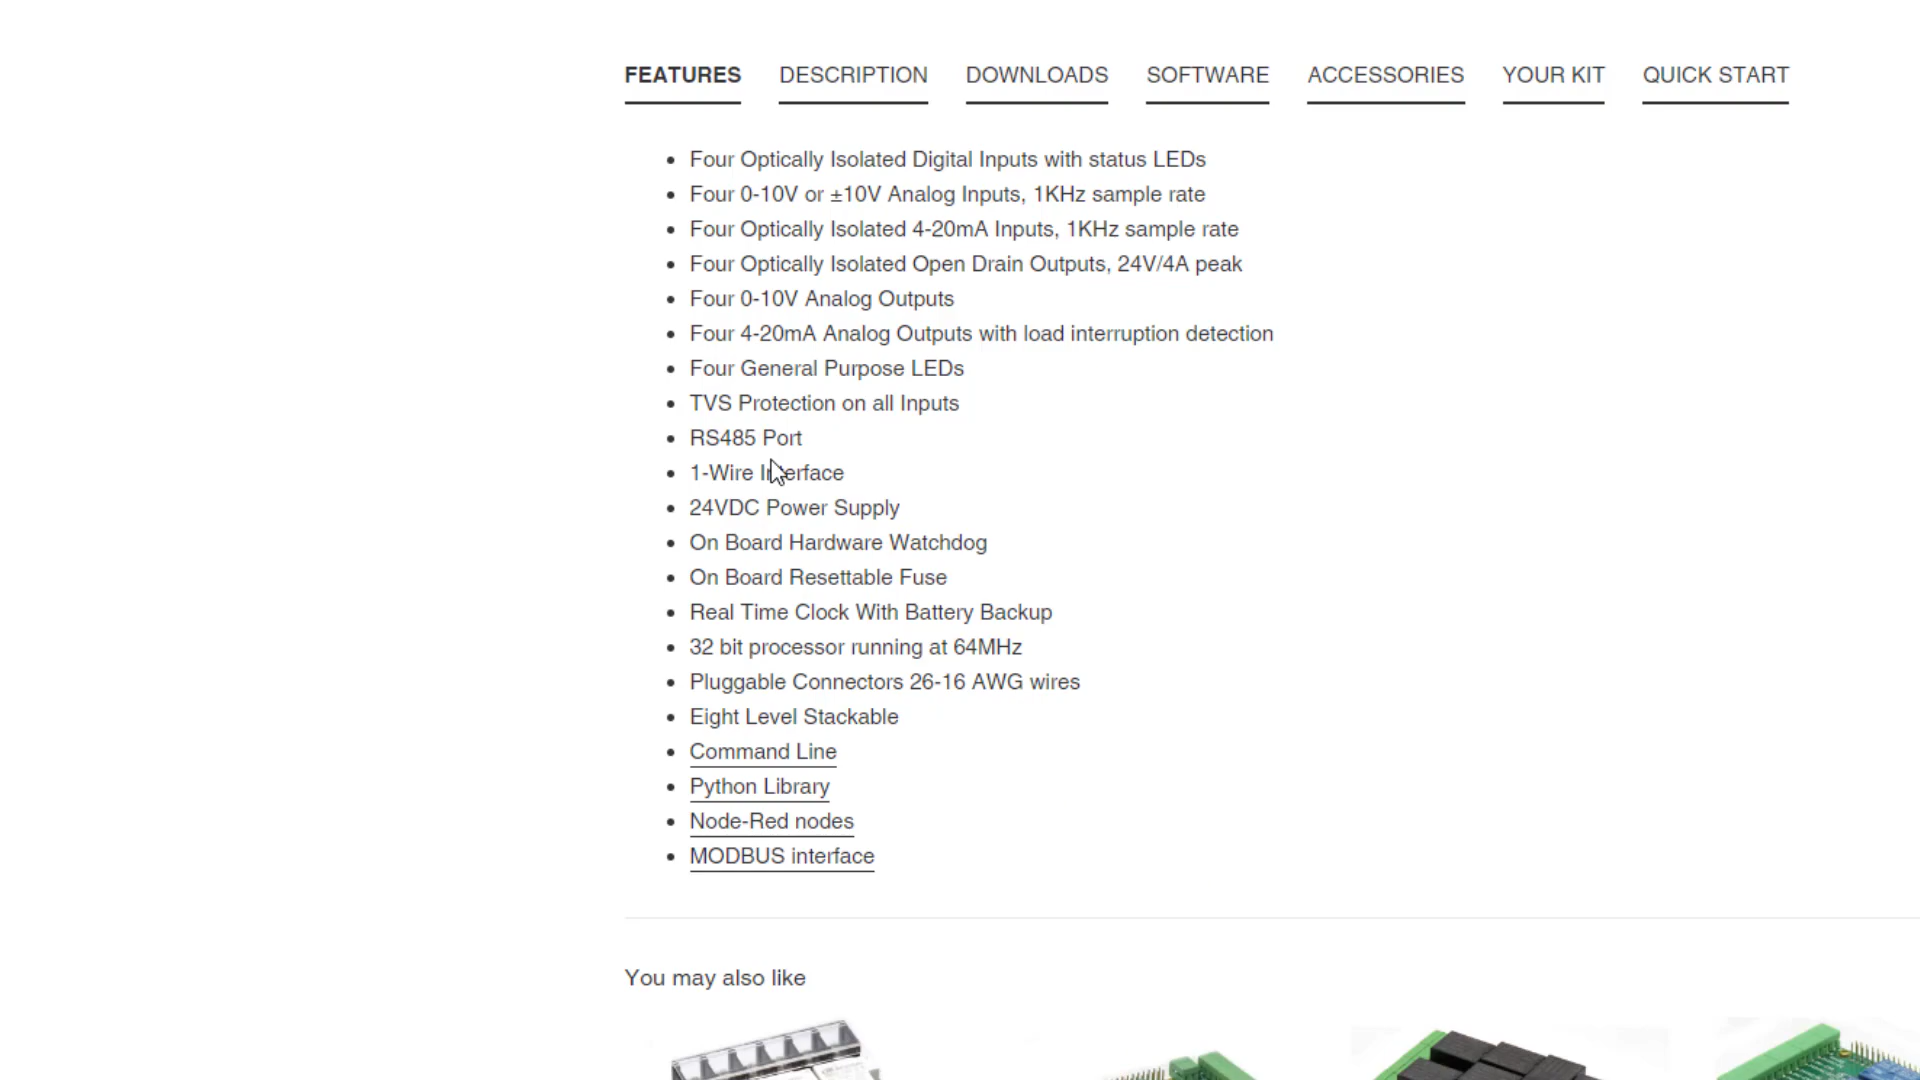 FEATURES DESCRIPTION DOWNLOADS SOFTWARE ACCESSORIES YOUR KIT QUICK START
• Four Optically Isolated Digital Inputs with status LEDs
• Four 0-10V or ±10V Analog Inputs, 1KHz sample rate
• Four Optically Isolated 4-20mA Inputs, 1KHz sample rate
• Four Optically Isolated Open Drain Outputs, 24V/4A peak
• Four 0-10V Analog Outputs
• Four 4-20mA Analog Outputs with load interruption detection
• Four General Purpose LEDs
• TVS Protection on all Inputs
• RS485 Port
• 1-Wire Interface
• 24VDC Power Supply
• On Board Hardware Watchdog
• On Board Resettable Fuse
• Real Time Clock With Battery Backup
• 32 bit processor running at 64MHz
• Pluggable Connectors 26-16 AWG wires
• Eight Level Stackable
• Command Line
• Python Library
• Node-Red nodes
• MODBUS interface
You may also like